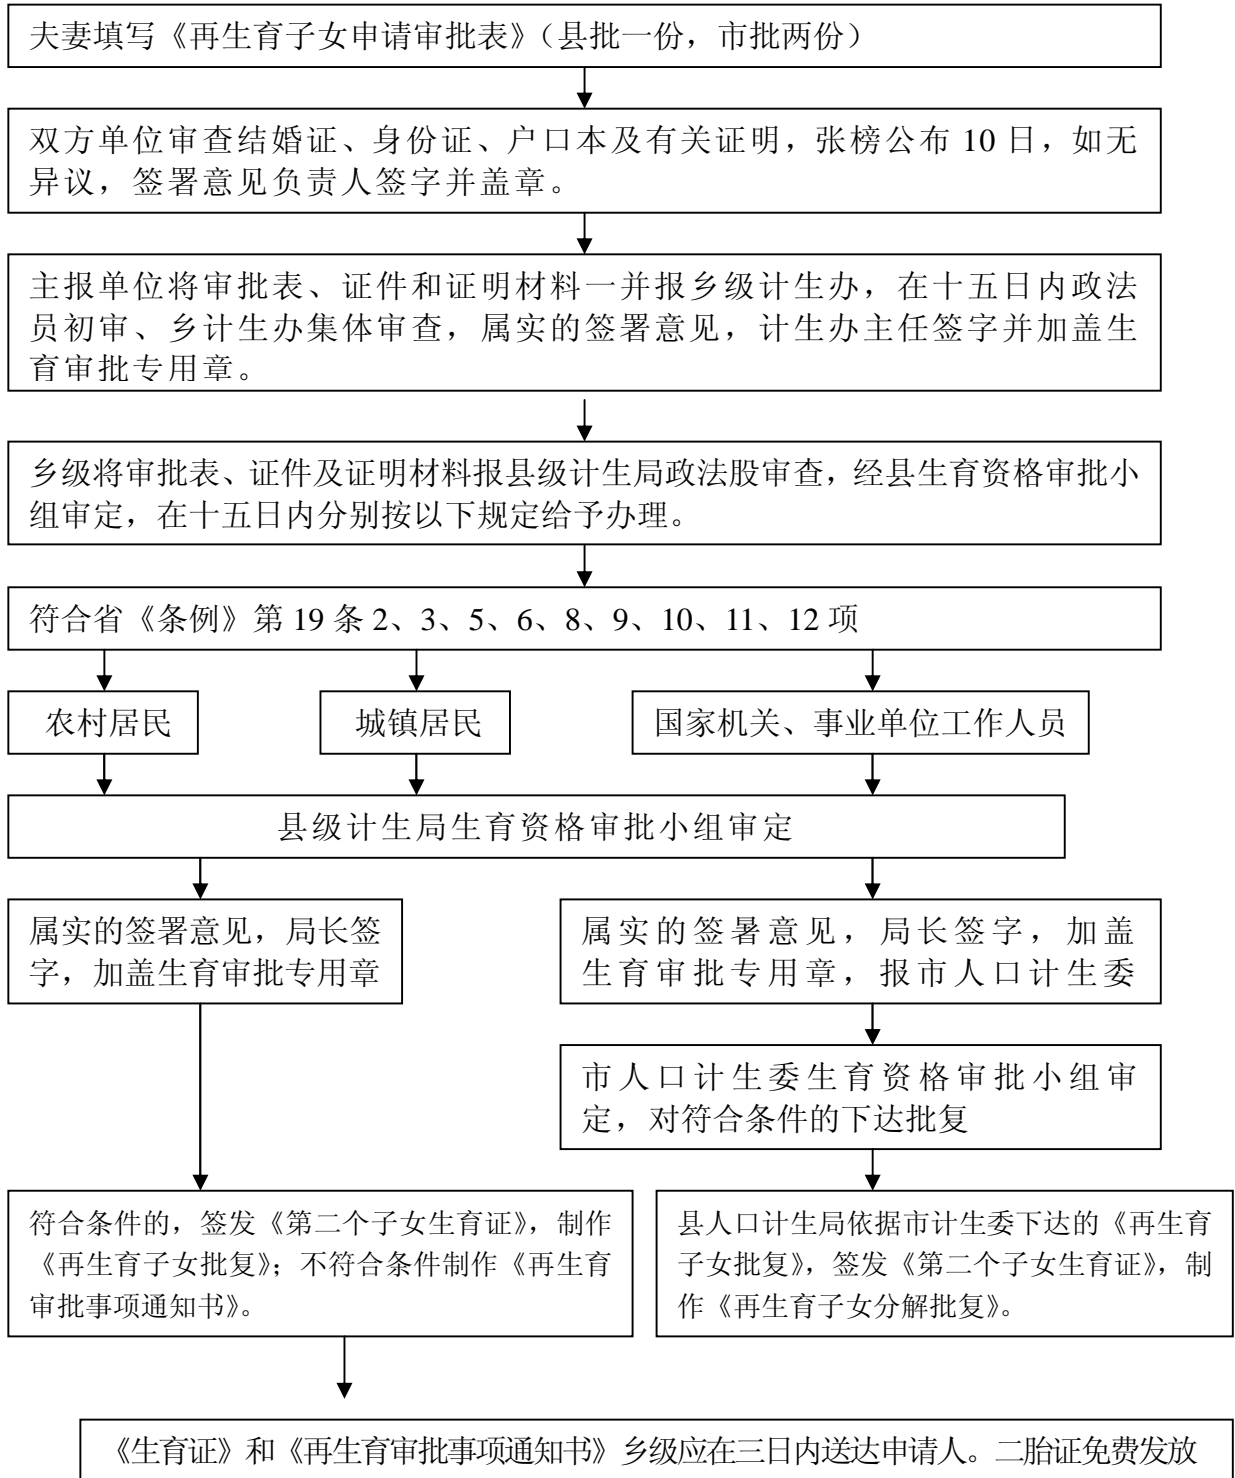 夫妻填写《再生育子女申请审批表》（县批一份，市批两份）
双方单位审查结婚证、身份证、户口本及有关证明，张榜公布 10 日，如无
异议，签署意见负责人签字并盖章。
主报单位将审批表、证件和证明材料一并报乡级计生办，在十五日内政法
员初审、乡计生办集体审查，属实的签署意见，计生办主任签字并加盖生
育审批专用章。
乡级将审批表、证件及证明材料报县级计生局政法股审查，经县生育资格审批小
组审定，在十五日内分别按以下规定给予办理。
符合省《条例》第 19 条 2、3、5、6、8、9、10、11、12 项
农村居民
城镇居民
国家机关、事业单位工作人员
县级计生局生育资格审批小组审定
属实的签署意见，局长签
字，加盖生育审批专用章
属实的签暑意见，局长签字，加盖
生育审批专用章，报市人口计生委
市人口计生委生育资格审批小组审
定，对符合条件的下达批复
符合条件的，签发《第二个子女生育证》，制作
《再生育子女批复》；不符合条件制作《再生育
审批事项通知书》。
县人口计生局依据市计生委下达的《再生育
子女批复》，签发《第二个子女生育证》，制
作《再生育子女分解批复》。
《生育证》和《再生育审批事项通知书》乡级应在三日内送达申请人。二胎证免费发放